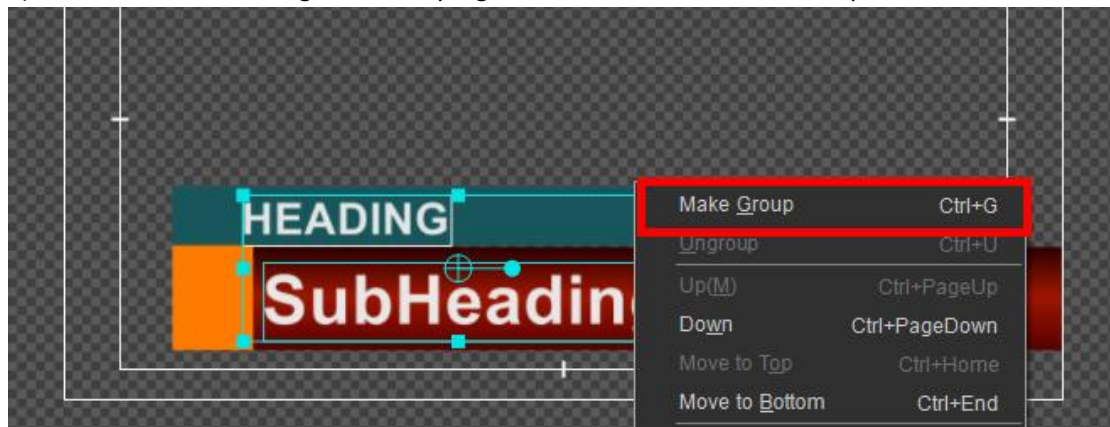 HEADING
SubHeading
Make Group Ctrl+G
Ungroup Ctrl+U
Up(M) Ctrl+PageUp
Down Ctrl+PageDown
Move to Top Ctrl+Home
Move to Bottom Ctrl+End